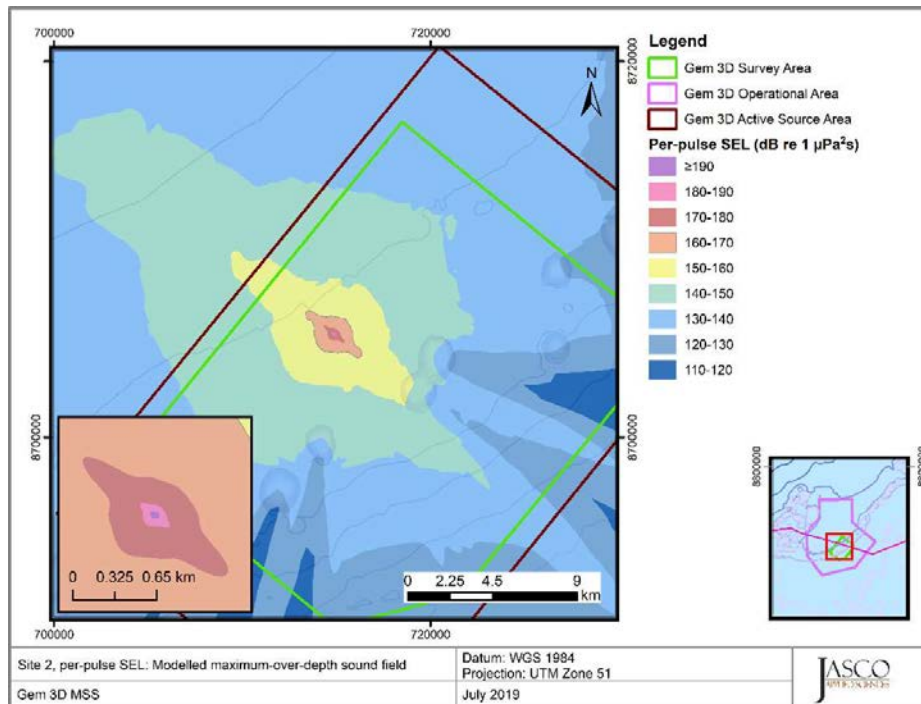 700000
720000
8720000
8720000
N
8700000
8700000
0 0.325 0.65 km
0 2.25 4.5 9
km
700000
720000
Legend
Gem 3D Survey Area
Gem 3D Operational Area
Gem 3D Active Source Area
Per-pulse SEL (dB re 1 µPa²s)
≥190
180-190
170-180
160-170
150-160
140-150
130-140
120-130
110-120
8800000
Site 2, per-pulse SEL: Modelled maximum-over-depth sound field
Gem 3D MSS
Datum: WGS 1984
Projection: UTM Zone 51
July 2019
JASCO
APPLIED SCIENCES